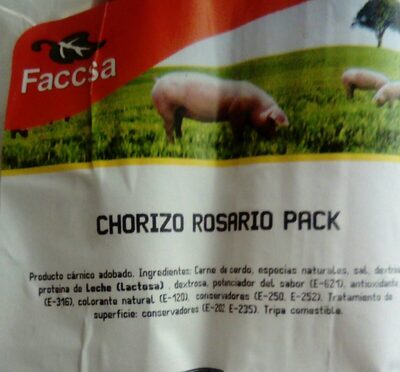 Faccsa
CHORIZO ROSARIO PACK
Producto cárnico adobado. Ingredientes: Carne de cerdo, especias naturales, sal, dextrina
proteina de Leche (Lactosa) , dextrosa, potenciador del sabor (E-621), antioxidante
(E-316), colorante natural (E-120), conservadores (E-250, E-252). Tratamiento de
superficie: conservadores (E-202 E-235). Tripa comestible.